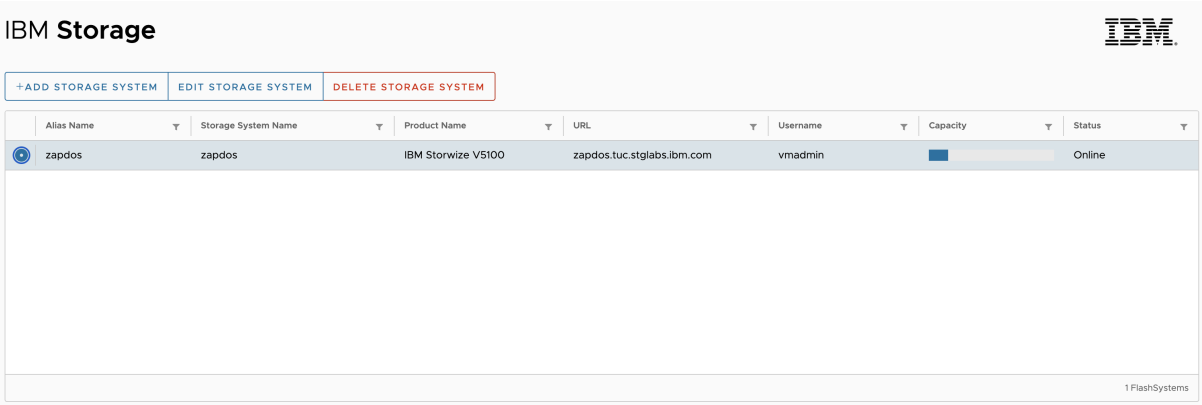 IBM Storage
IBM.
+ADD STORAGE SYSTEM EDIT STORAGE SYSTEM DELETE STORAGE SYSTEM
Alias Name Storage System Name Product Name URL Username Capacity Status
zapdos zapdos IBM Storwize V5100 zapdos.tuc.stglabs.ibm.com vmadmin Online
1 FlashSystems